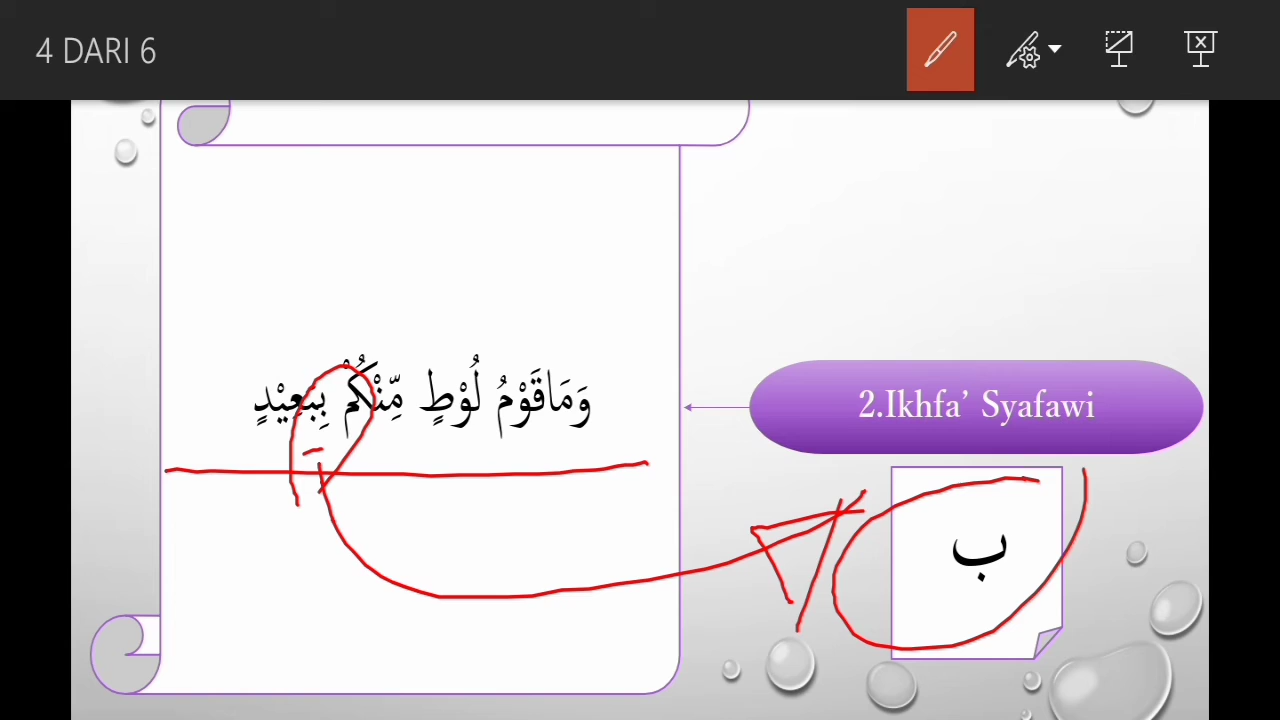 4 DARI 6
وَمَاقَوْمُ لُوْطٍ مِّنْكُمْ بِبَعِيْدٍ
2.Ikhfa’ Syafawi
ب